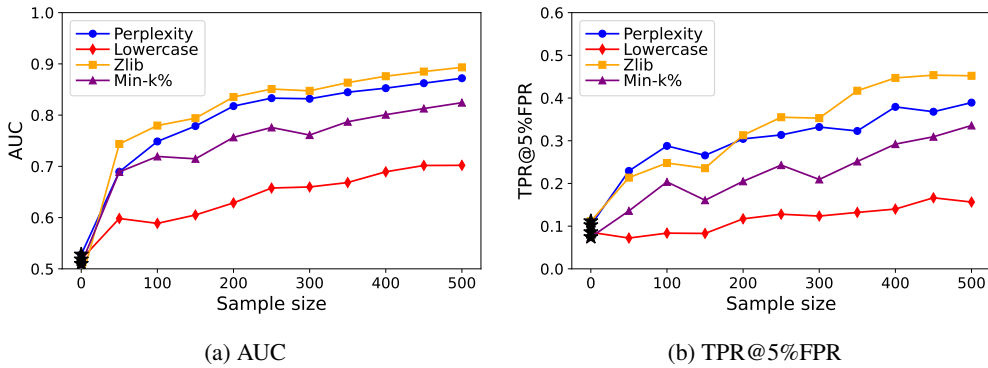 1.0
0.9
0.8
0.7
0.6
0.5
AUC
0
100
200
300
400
500
Sample size
Perplexity
Lowercase
Zlib
Min-k%
(a) AUC
0.6
0.5
0.4
0.3
0.2
0.1
0.0
TPR@5%FPR
0
100
200
300
400
500
Sample size
Perplexity
Lowercase
Zlib
Min-k%
(b) TPR@5%FPR